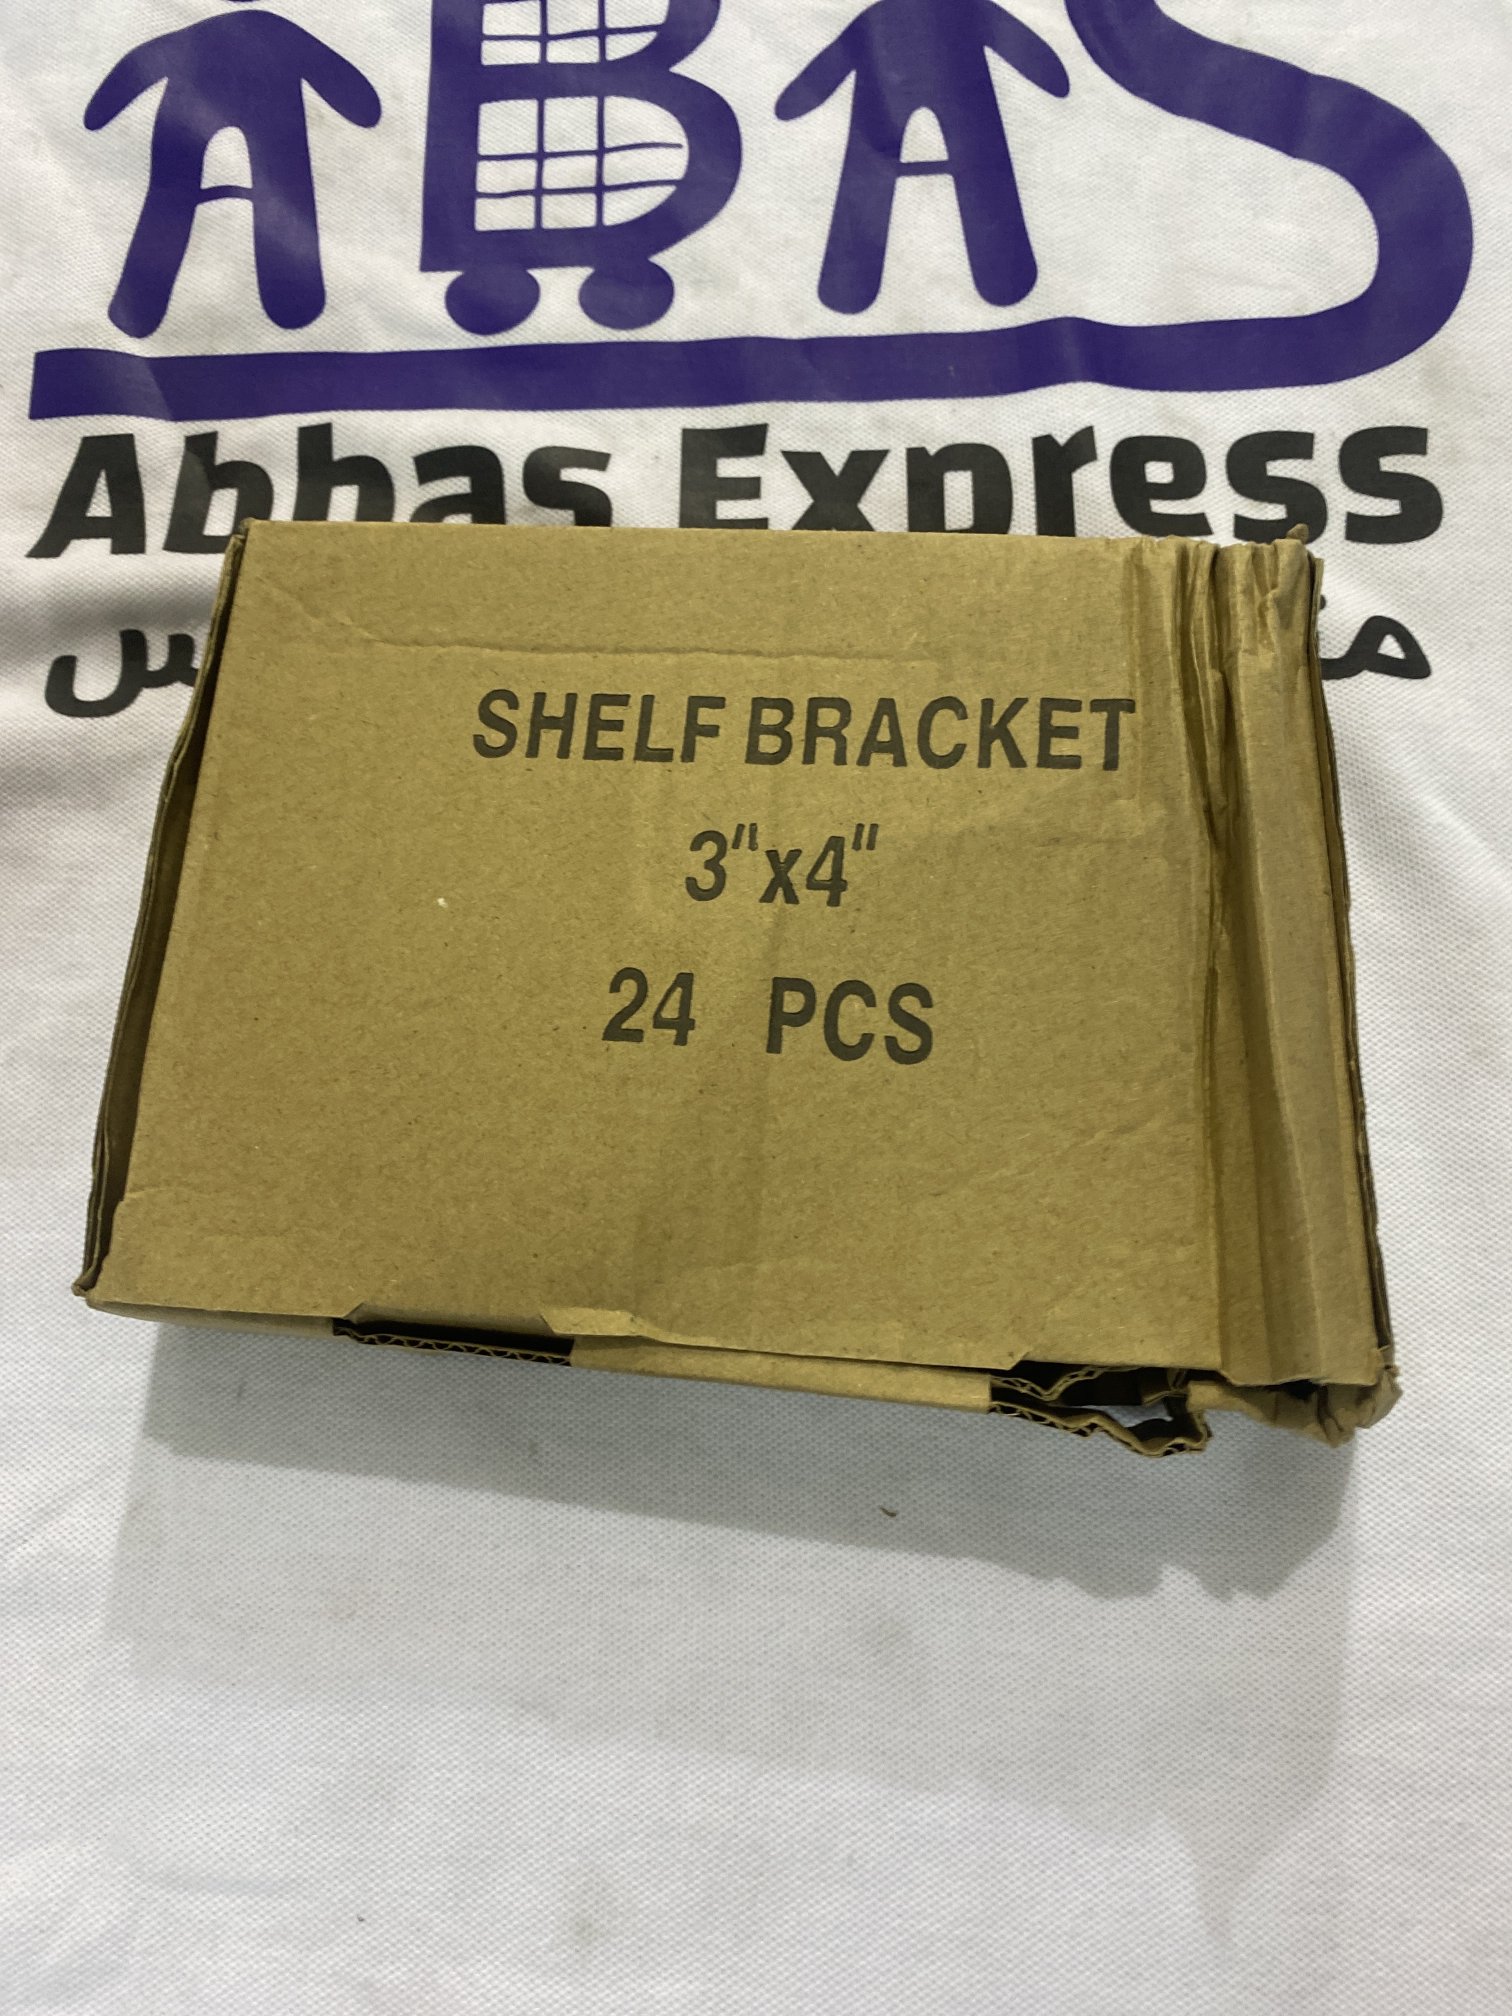 ABAS
Abbas Express
SHELF BRACKET
3"x4"
24 PCS